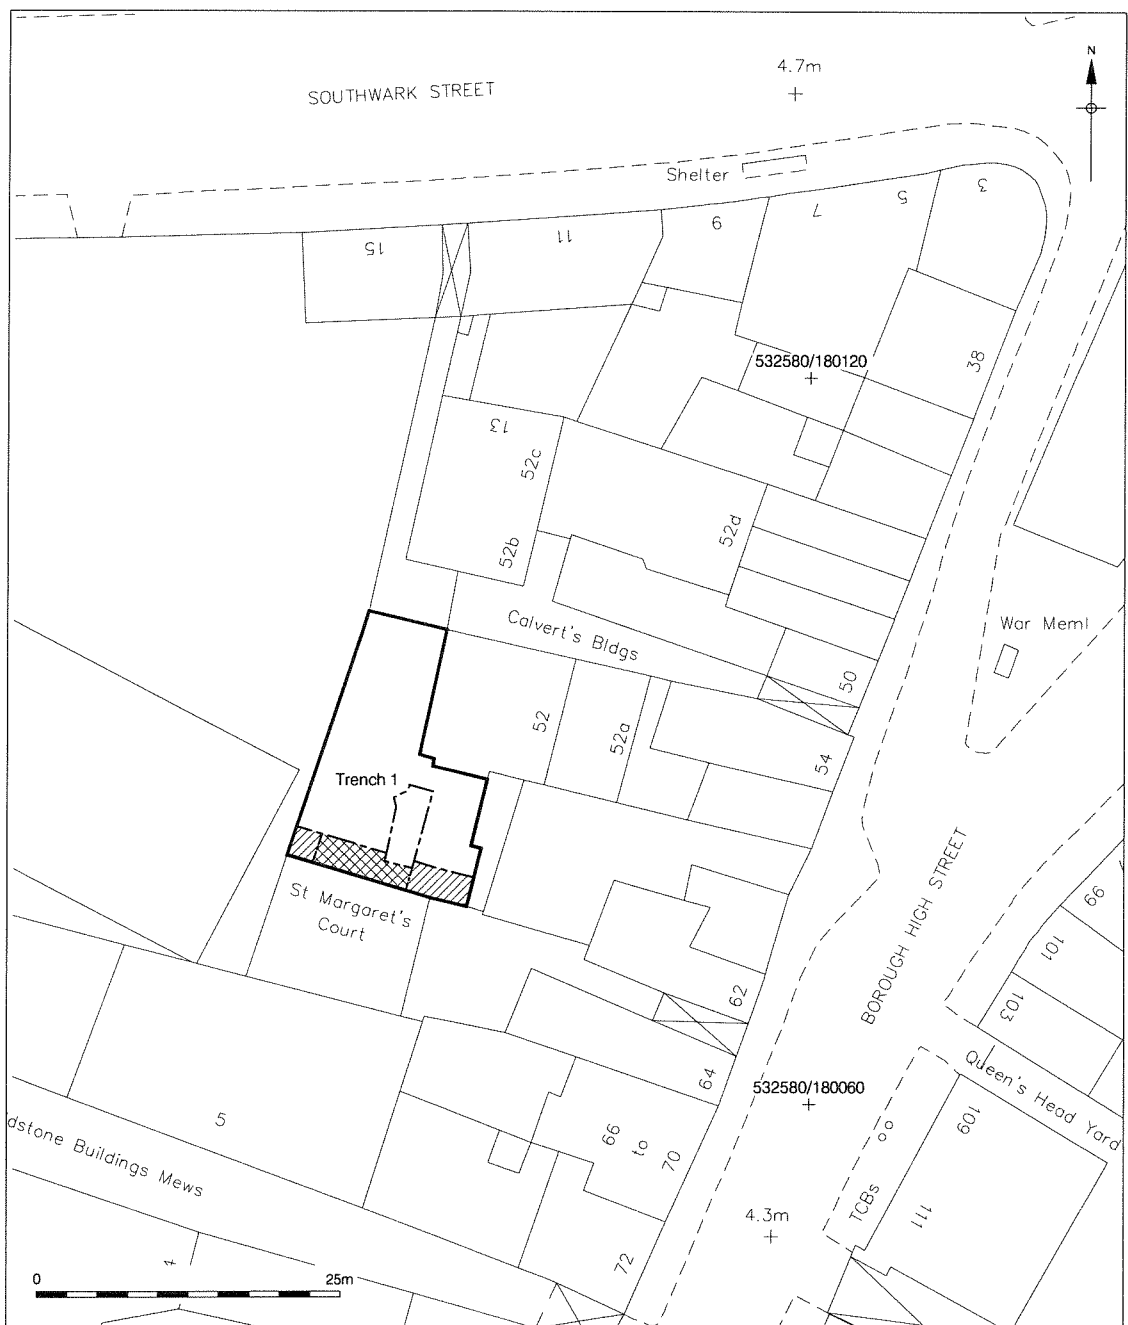 N
4.7m
SOUTHWARK STREET
Shelter
3
5
7
9
11
15
532580/180120
38
13
52c
52d
52b
Calvert's Bldgs
War Meml
50
52
52a
54
Trench 1
St Margaret's
Court
BOROUGH HIGH STREET
99
101
103
62
64
Queen's Head Yard
532580/180060
109
5
66
to
70
dstone Buildings Mews
TCBs
111
4.3m
72
4
0
25m